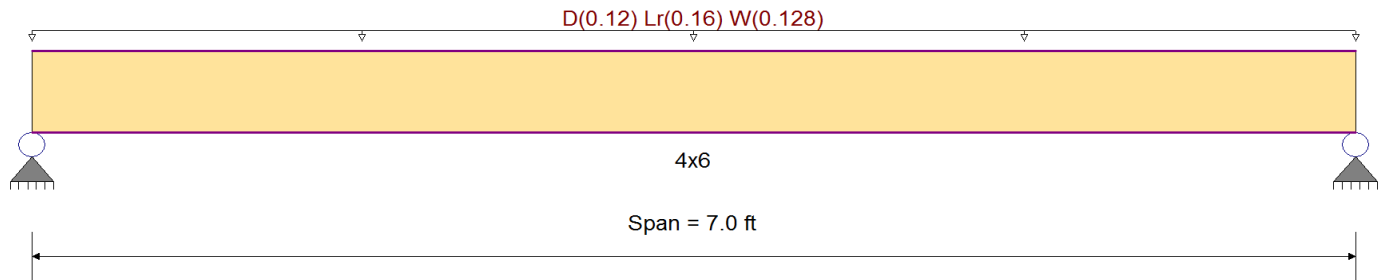 D(0.12) Lr(0.16) W(0.128)
4x6
Span = 7.0 ft